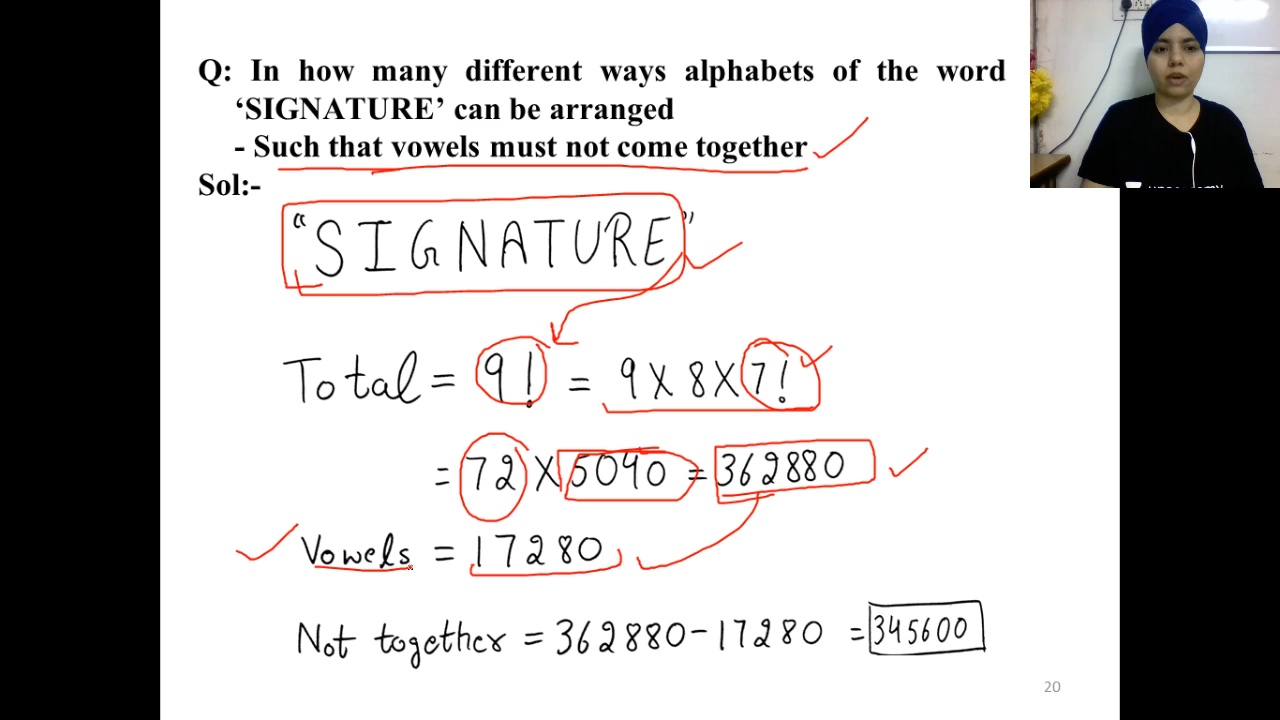 Q: In how many different ways alphabets of the word
‘SIGNATURE’ can be arranged
- Such that vowels must not come together
Sol:-
“SIGNATURE”
Total = 9! = 9 X 8 X 7!
= 72 X 5040 = 362880
Vowels = 17280
Not together = 362880 - 17280 = 345600
20